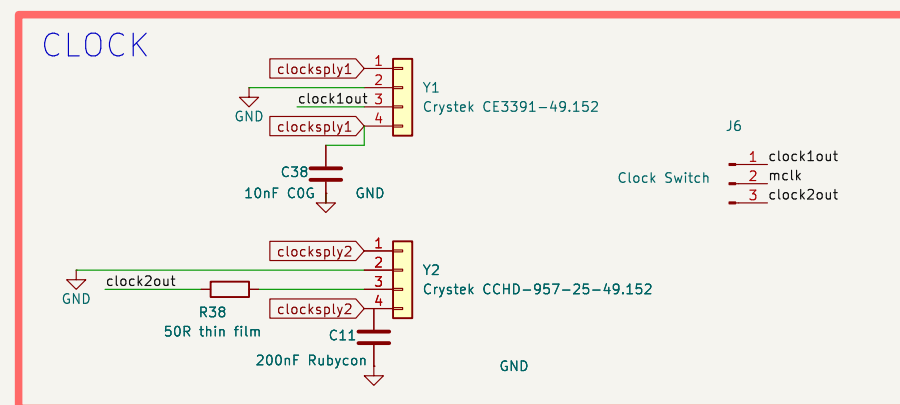 CLOCK
clocksply1 1
2
GND
clock1out 3
clocksply1 4
Y1
Crystek CE3391-49.152
C38
10nF C0G
GND
J6
Clock Switch
1 clock1out
2 mclk
3 clock2out
clocksply2 1
2
GND
clock2out 3
clocksply2 4
Y2
Crystek CCHD-957-25-49.152
R38
50R thin film
C11
200nF Rubycon
GND